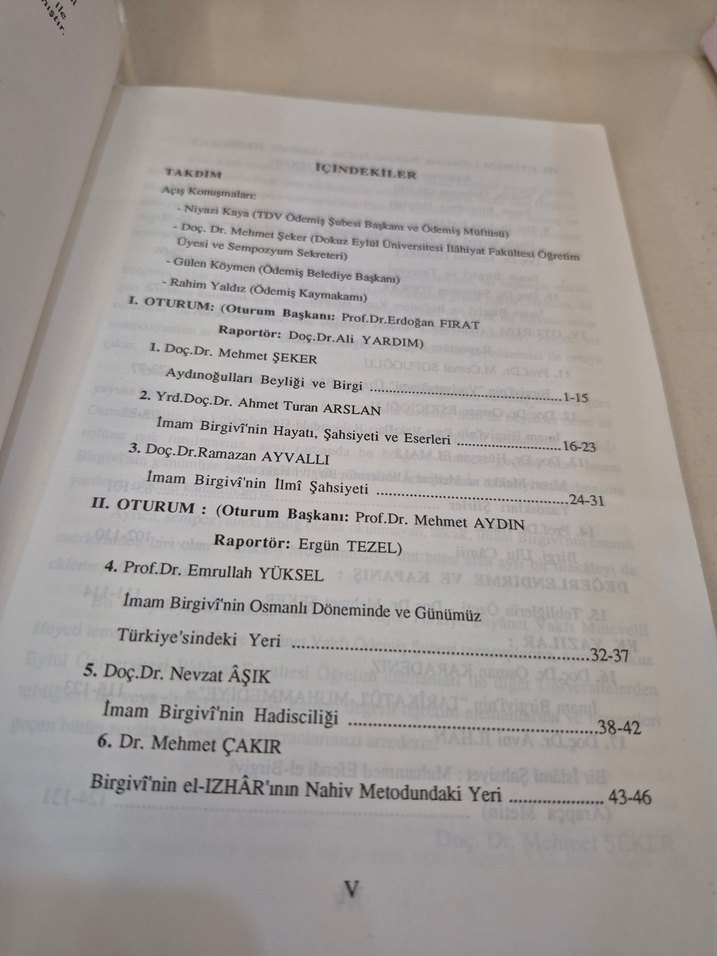 ile
mıştır.
İÇİNDEKİLER
TAKDİM
Açış Konuşmaları:
- Niyazi Kaya (TDV Ödemiş Şubesi Başkanı ve Ödemiş Müftüsü)
- Doç. Dr. Mehmet Şeker (Dokuz Eylül Üniversitesi İlâhiyat Fakültesi Öğretim
Üyesi ve Sempozyum Sekreteri)
- Gülen Köymen (Ödemiş Belediye Başkanı)
- Rahim Yaldız (Ödemiş Kaymakamı)
I. OTURUM: (Oturum Başkanı: Prof.Dr.Erdoğan FIRAT
Raportör: Doç.Dr.Ali YARDIM)
1. Doç.Dr. Mehmet ŞEKER
Aydınoğulları Beyliği ve Birgi ......................................1-15
2. Yrd.Doç.Dr. Ahmet Turan ARSLAN
İmam Birgivî'nin Hayatı, Şahsiyeti ve Eserleri ....................16-23
3. Doç.Dr.Ramazan AYVALLI
İmam Birgivî'nin İlmî Şahsiyeti ........................................24-31
II. OTURUM : (Oturum Başkanı: Prof.Dr. Mehmet AYDIN
Raportör: Ergün TEZEL)
4. Prof.Dr. Emrullah YÜKSEL
İmam Birgivî'nin Osmanlı Döneminde ve Günümüz
Türkiye'sindeki Yeri ......................................................32-37
5. Doç.Dr. Nevzat ÂŞIK
İmam Birgivî'nin Hadisciliği ..............................................38-42
6. Dr. Mehmet ÇAKIR
Birgivî'nin el-IZHÂR'ının Nahiv Metodundaki Yeri .................. 43-46
V